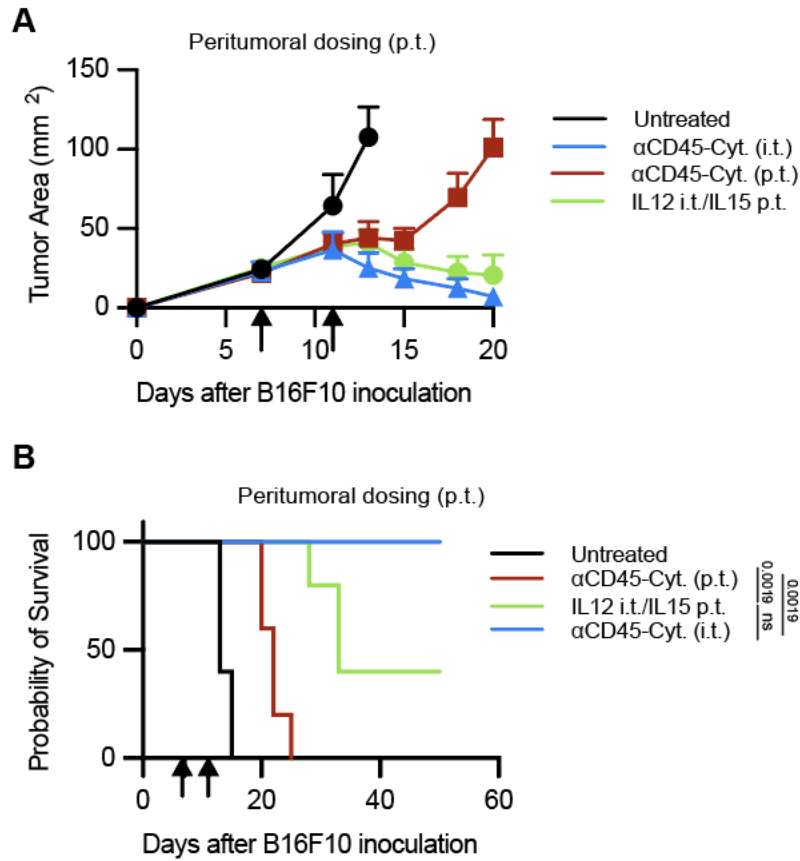 A
Peritumoral dosing (p.t.)
150
100
50
0
Tumor Area (mm 2)
0 5 10 15 20
Days after B16F10 inoculation
Untreated
αCD45-Cyt. (i.t.)
αCD45-Cyt. (p.t.)
IL12 i.t./IL15 p.t.
B
Peritumoral dosing (p.t.)
100
50
0
Probability of Survival
0 20 40 60
Days after B16F10 inoculation
Untreated
αCD45-Cyt. (p.t.)
IL12 i.t./IL15 p.t.
αCD45-Cyt. (i.t.)
0.0019 ns
0.0019